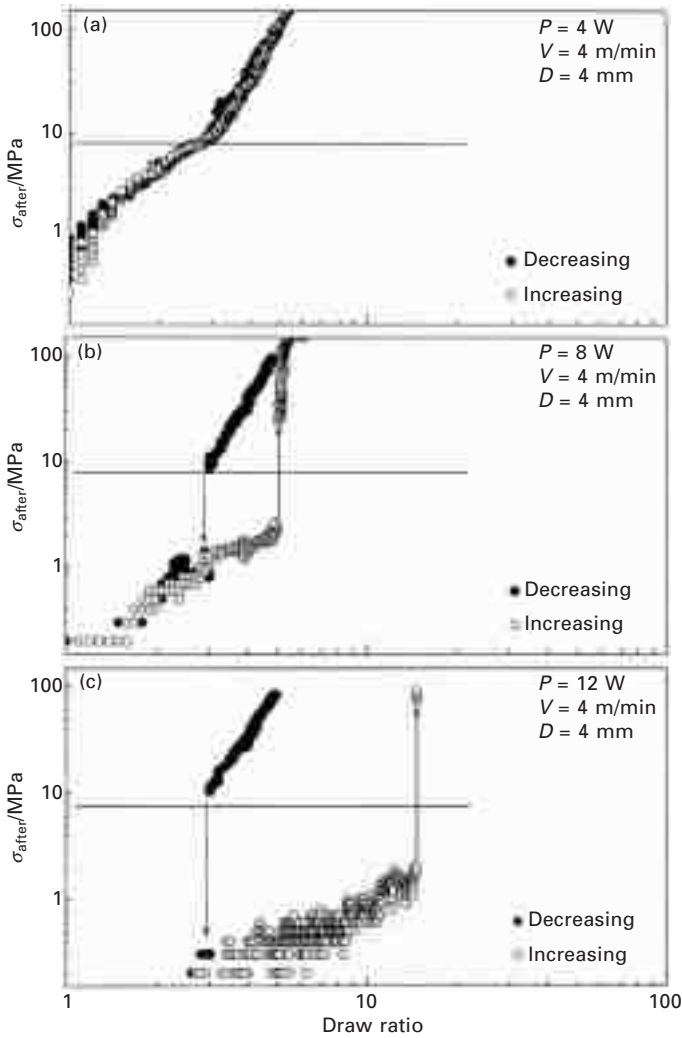 (a)
P = 4 W
V = 4 m/min
D = 4 mm
100
10
1
σafter/MPa
Decreasing
Increasing
(b)
P = 8 W
V = 4 m/min
D = 4 mm
100
10
1
σafter/MPa
Decreasing
Increasing
(c)
P = 12 W
V = 4 m/min
D = 4 mm
100
10
1
σafter/MPa
Decreasing
Increasing
1 10 100
Draw ratio